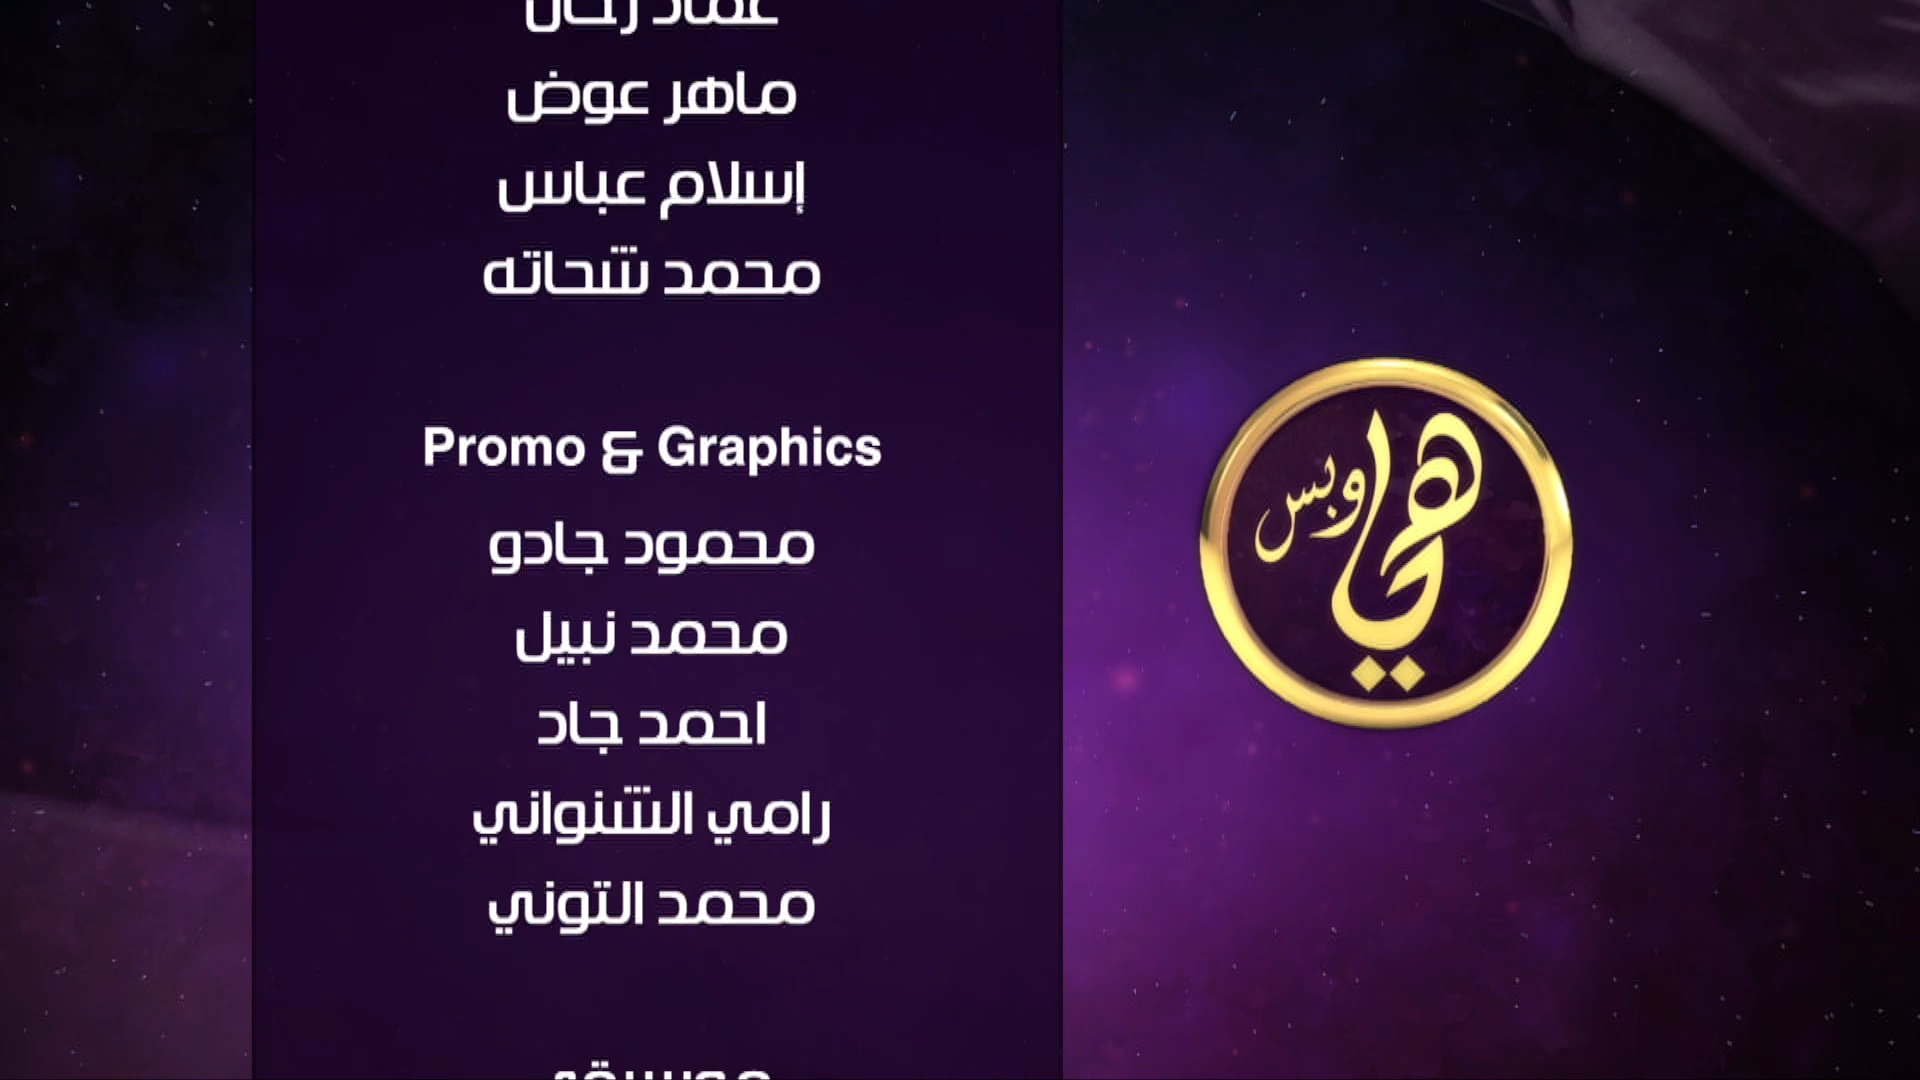 ماهر عوض
إسلام عباس
محمد شحاته
Promo & Graphics
محمود جادو
محمد نبيل
احمد جاد
رامي الشنواني
محمد التوني
هي وبس